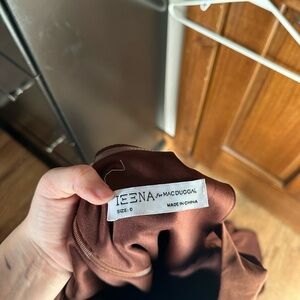 IEENA for MAC DUGGAL
SIZE: 0
MADE IN CHINA